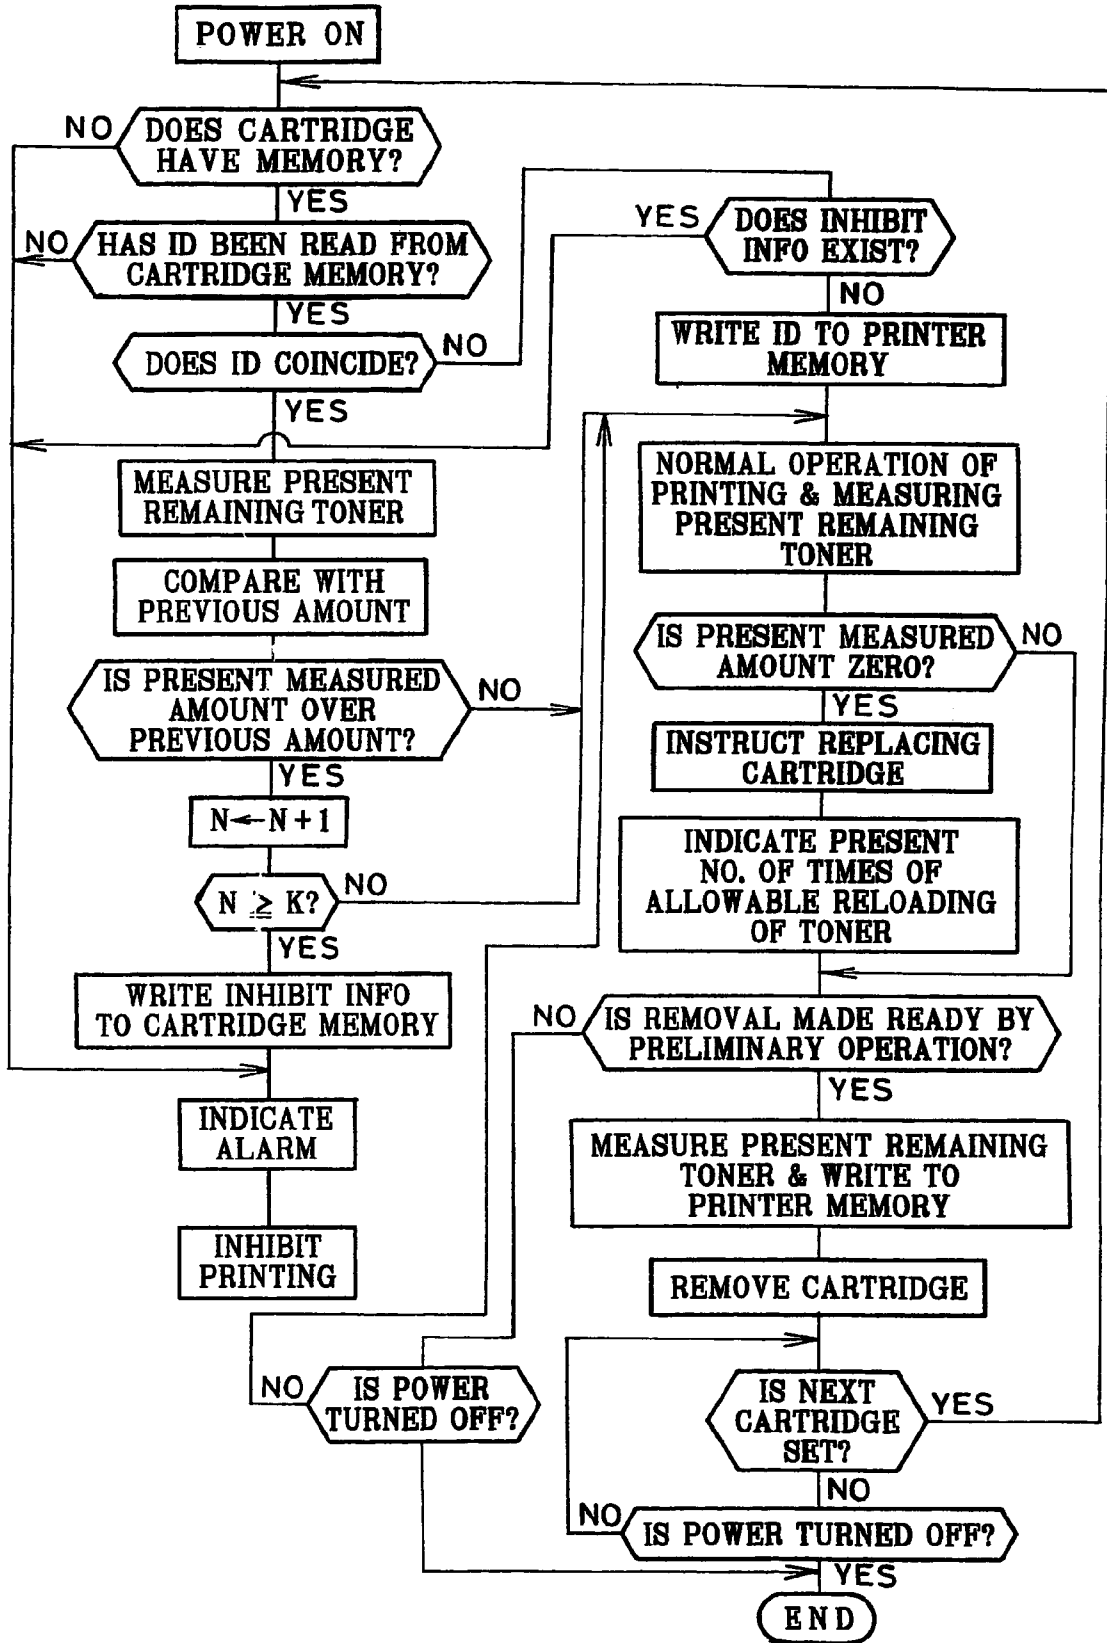 POWER ON
NO
DOES CARTRIDGE
HAVE MEMORY?
YES
NO
HAS ID BEEN READ FROM
CARTRIDGE MEMORY?
YES
DOES ID COINCIDE?
NO
YES
MEASURE PRESENT
REMAINING TONER
COMPARE WITH
PREVIOUS AMOUNT
IS PRESENT MEASURED
AMOUNT OVER
PREVIOUS AMOUNT?
NO
YES
N←N+1
N ≧ K?
NO
YES
WRITE INHIBIT INFO
TO CARTRIDGE MEMORY
INDICATE
ALARM
INHIBIT
PRINTING
YES
DOES INHIBIT
INFO EXIST?
NO
WRITE ID TO PRINTER
MEMORY
NORMAL OPERATION OF
PRINTING & MEASURING
PRESENT REMAINING
TONER
IS PRESENT MEASURED
AMOUNT ZERO?
NO
YES
INSTRUCT REPLACING
CARTRIDGE
INDICATE PRESENT
NO. OF TIMES OF
ALLOWABLE RELOADING
OF TONER
NO
IS REMOVAL MADE READY BY
PRELIMINARY OPERATION?
YES
MEASURE PRESENT REMAINING
TONER & WRITE TO
PRINTER MEMORY
REMOVE CARTRIDGE
NO
IS POWER
TURNED OFF?
IS NEXT
CARTRIDGE
SET?
YES
NO
NO
IS POWER TURNED OFF?
YES
END